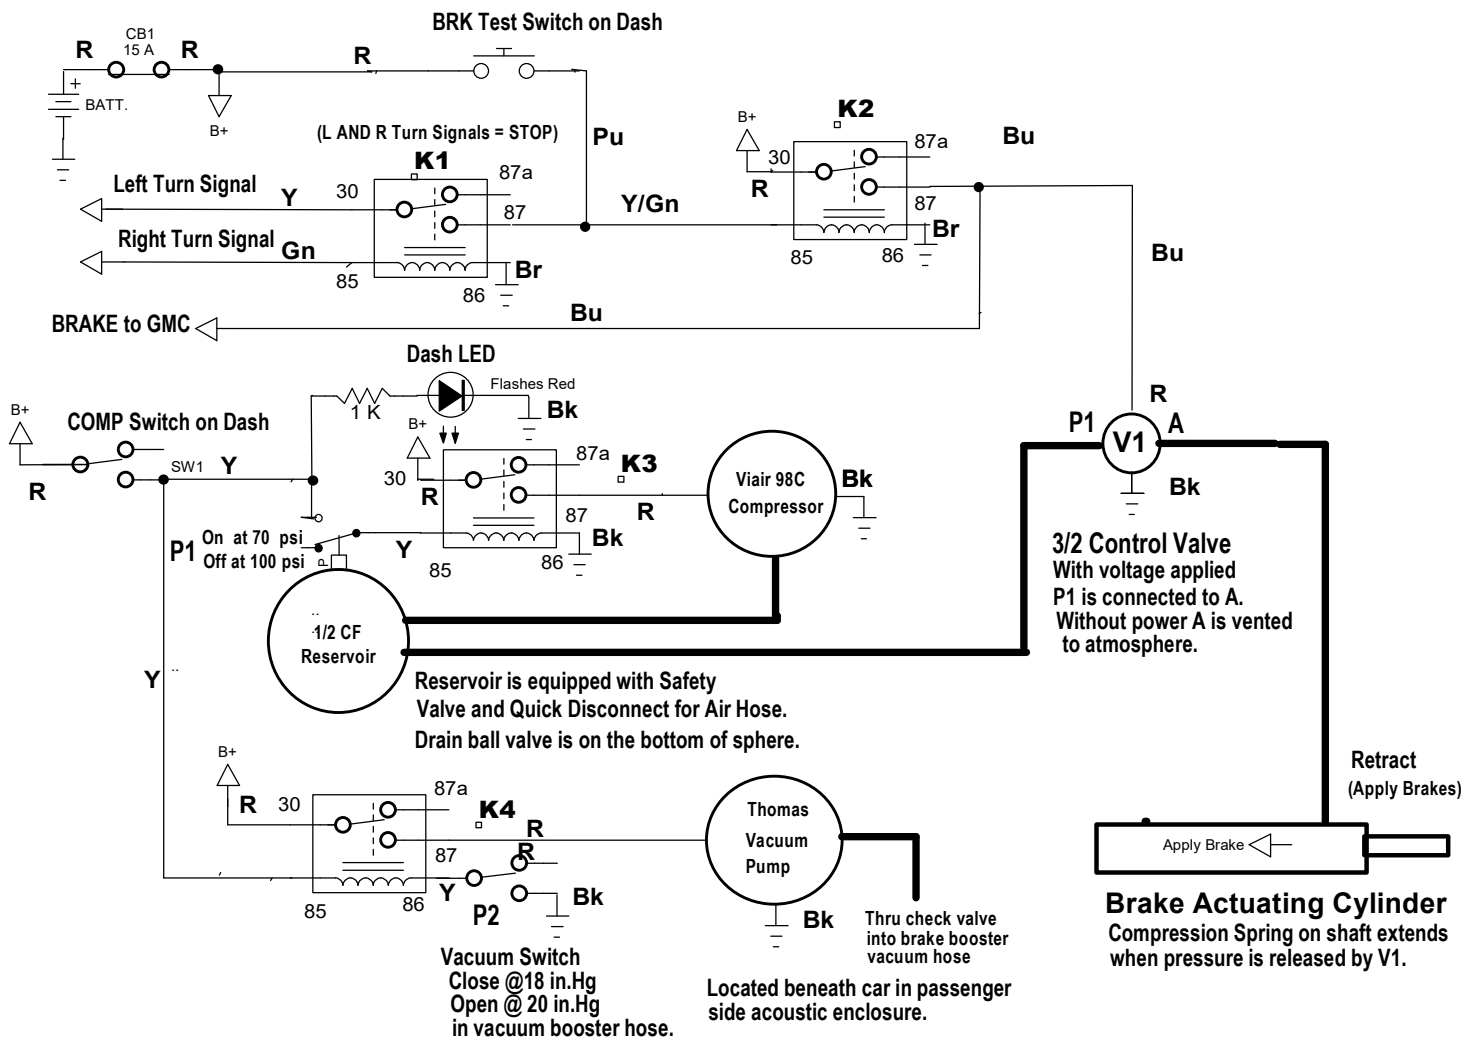 BRK Test Switch on Dash
CB1
15 A
R
R
R
+
BATT.
B+
(L AND R Turn Signals = STOP)
Pu
K1
87a
30
87
Left Turn Signal
Y
Right Turn Signal
Gn
85
86
Br
Y/Gn
B+
K2
87a
30
R
87
Br
85
86
Bu
Bu
BRAKE to GMC
Bu
Dash LED
Flashes Red
1 K
Bk
B+
COMP Switch on Dash
R
SW1
Y
B+
87a
30
R
K3
87
R
Bk
85
86
Viair 98C
Compressor
Bk
P1
On at 70 psi
Off at 100 psi
P
Y
1/2 CF
Reservoir
R
P1
A
V1
Bk
3/2 Control Valve
With voltage applied
P1 is connected to A.
Without power A is vented
to atmosphere.
Reservoir is equipped with Safety
Valve and Quick Disconnect for Air Hose.
Drain ball valve is on the bottom of sphere.
Y
B+
R
30
87a
K4
R
87
R
85
86
Y
P2
Bk
Vacuum Switch
Close @18 in.Hg
Open @ 20 in.Hg
in vacuum booster hose.
Thomas
Vacuum
Pump
Bk
Thru check valve
into brake booster
vacuum hose
Located beneath car in passenger
side acoustic enclosure.
Retract
(Apply Brakes)
Apply Brake
Brake Actuating Cylinder
Compression Spring on shaft extends
when pressure is released by V1.